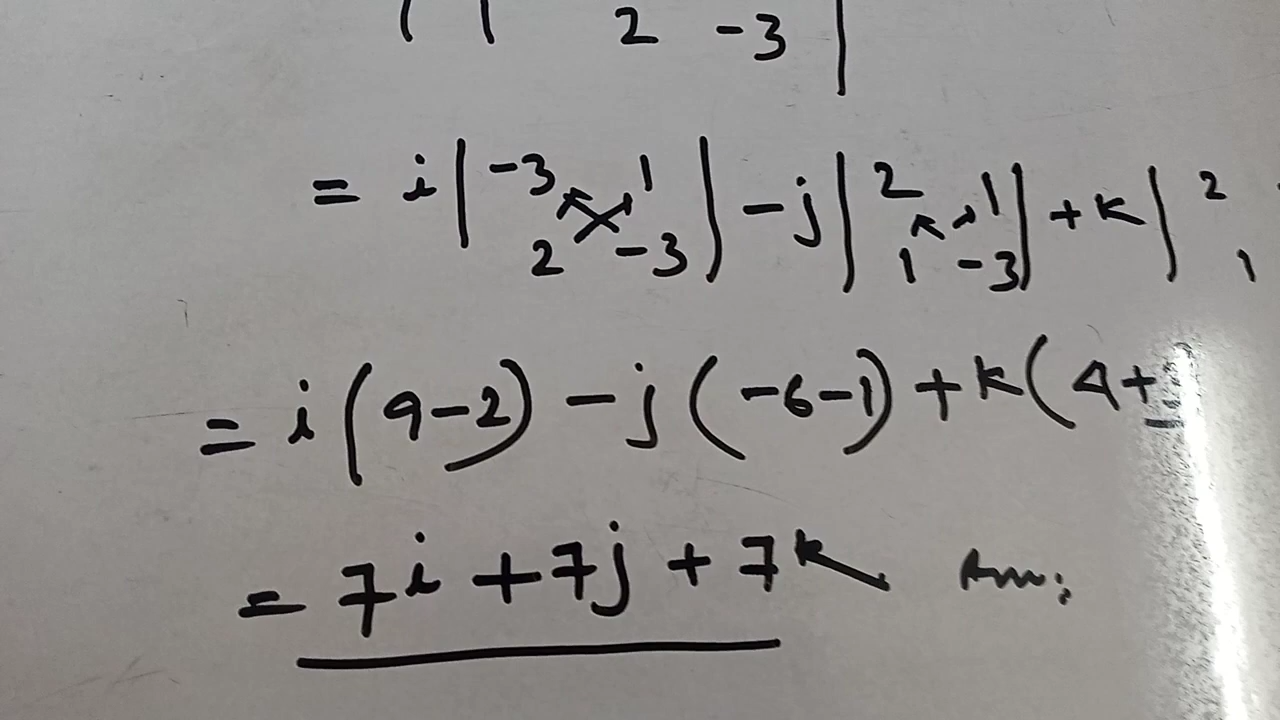 1 2 -3 |
= i | -3 1 2 -3 | - j | 2 1 1 -3 | + k | 2 1
= i (9-2) - j (-6-1) + k ( 4+
= 7i + 7j + 7k Ans: